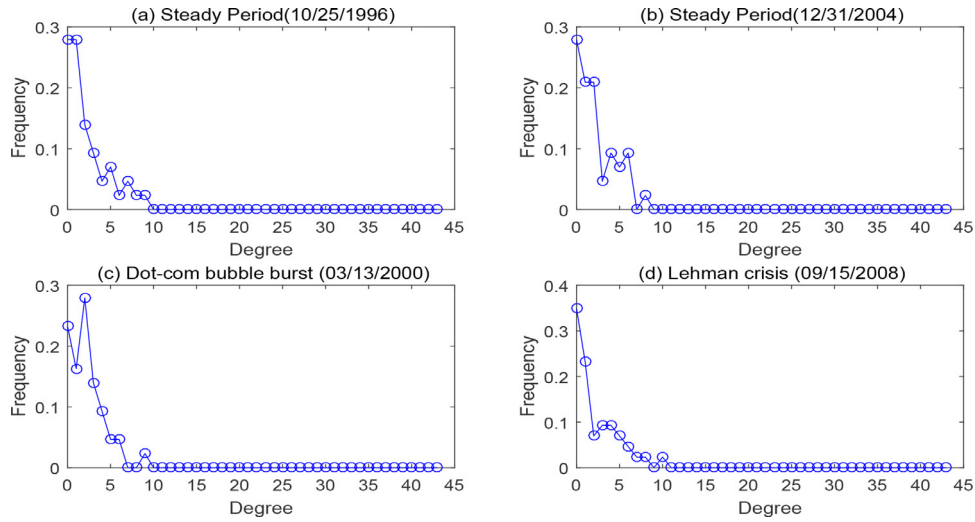 (a) Steady Period(10/25/1996)
0.3
0.2
0.1
0
Frequency
0 5 10 15 20 25 30 35 40 45
Degree
(b) Steady Period(12/31/2004)
0.3
0.2
0.1
0
Frequency
0 5 10 15 20 25 30 35 40 45
Degree
(c) Dot-com bubble burst (03/13/2000)
0.3
0.2
0.1
0
Frequency
0 5 10 15 20 25 30 35 40 45
Degree
(d) Lehman crisis (09/15/2008)
0.4
0.3
0.2
0.1
0
Frequency
0 5 10 15 20 25 30 35 40 45
Degree